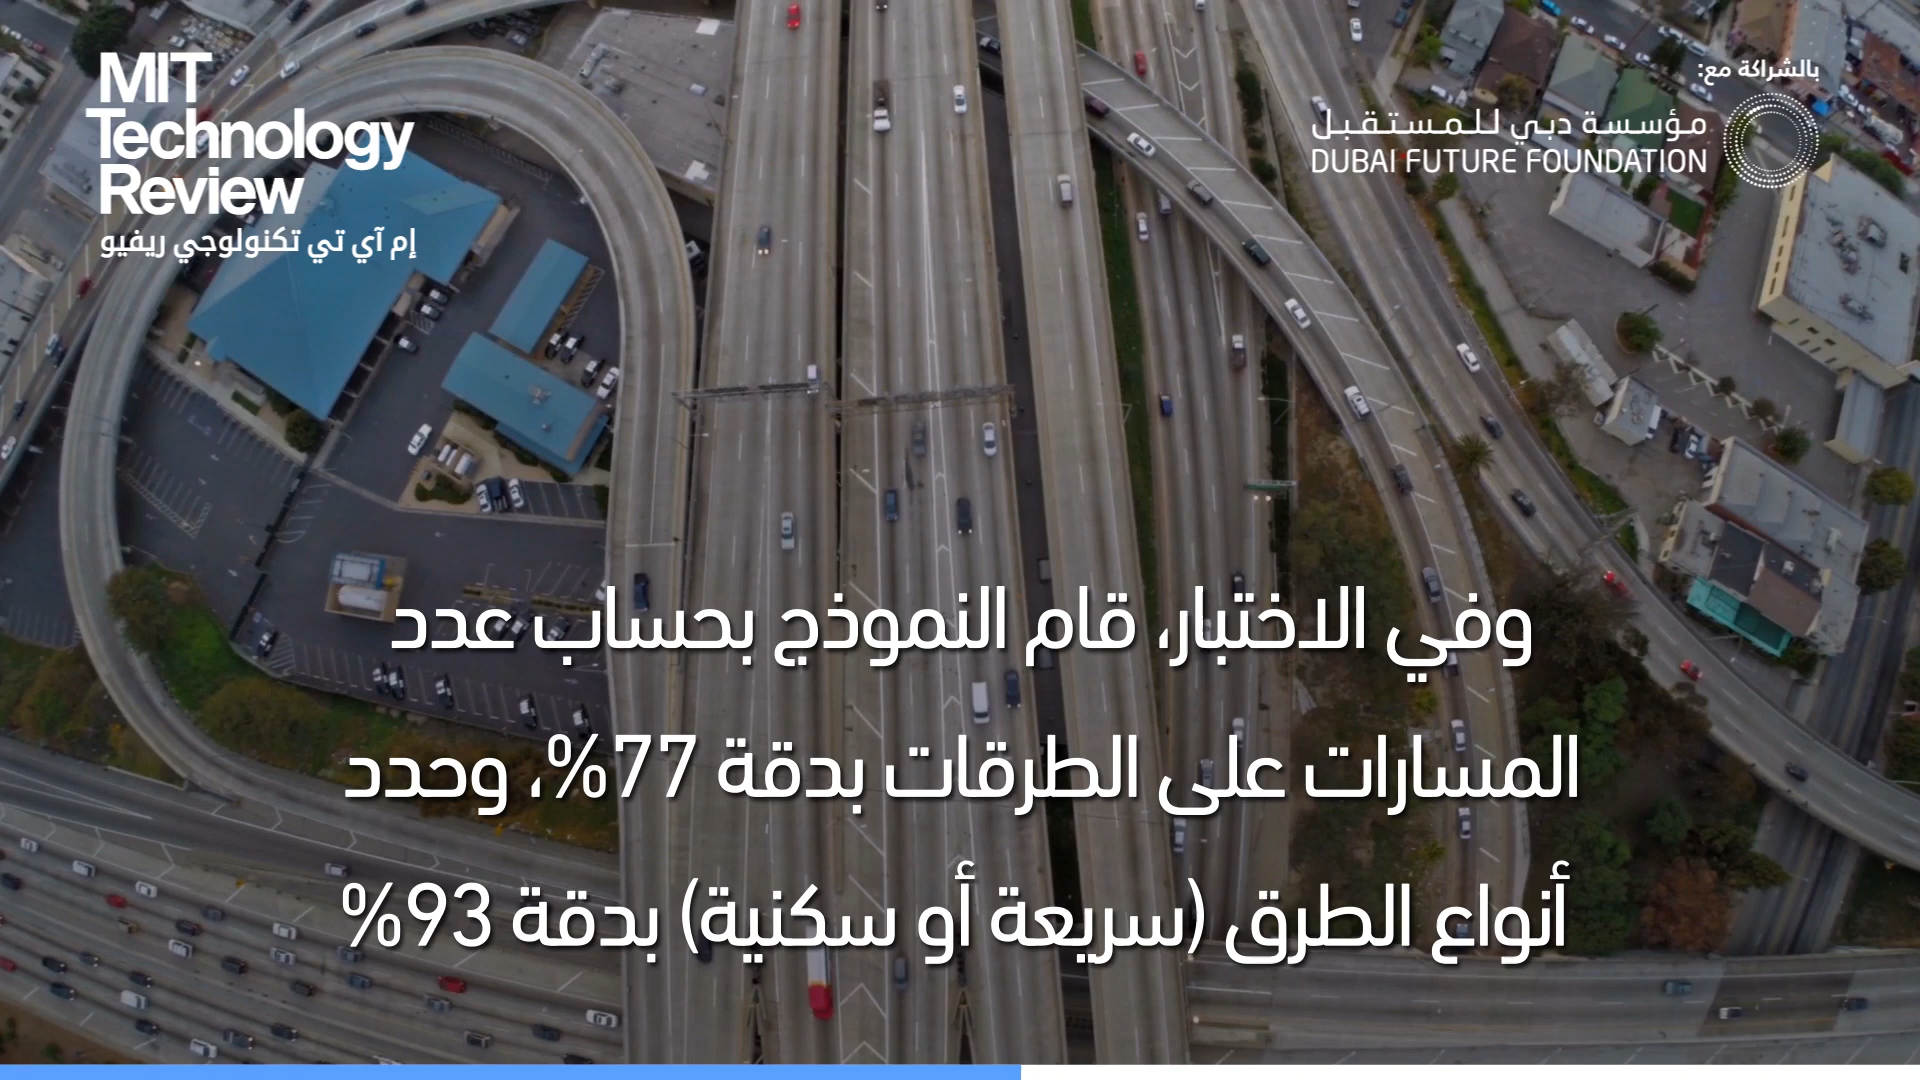 MIT
Technology
Review
إم آي تي تكنولوجي ريفيو
بالشراكة مع:
مؤسسة دبي للمستقبل
DUBAI FUTURE FOUNDATION
وفي الاختبار، قام النموذج بحساب عدد
المسارات على الطرقات بدقة 77%، وحدد
أنواع الطرق (سريعة أو سكنية) بدقة 93%